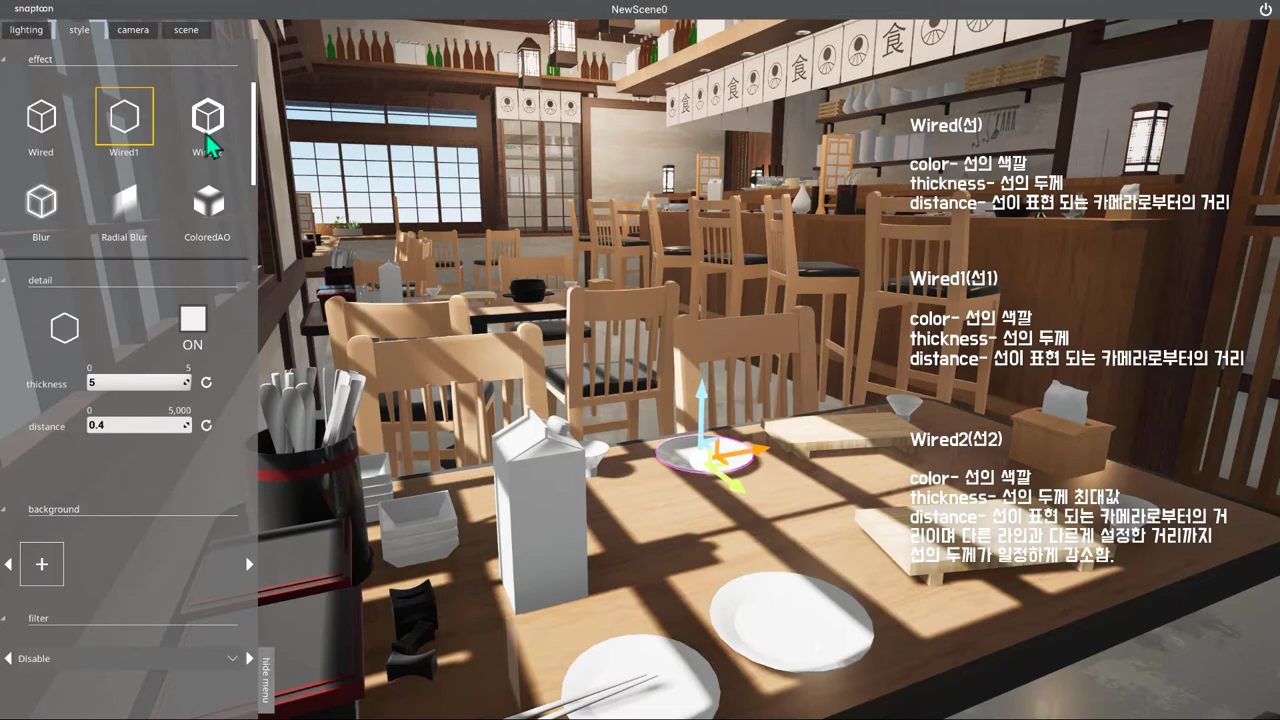 snaptoon
NewScene0
lighting
style
camera
scene
effect
Wired
Wired1
Blur
Radial Blur
ColoredAO
detail
ON
0 5
thickness 5
0 5,000
distance 0.4
background
+
filter
Disable
hide menu
食
食
食
食
Wired(선)
color- 선의 색깔
thickness- 선의 두께
distance- 선이 표현 되는 카메라로부터의 거리
Wired1(선1)
color- 선의 색깔
thickness- 선의 두께
distance- 선이 표현 되는 카메라로부터의 거리
Wired2(선2)
color- 선의 색깔
thickness- 선의 두께 최대값
distance- 선이 표현 되는 카메라로부터의 거
리이며 다른 라인과 다르게 설정한 거리까지
선의 두께가 일정하게 감소함.